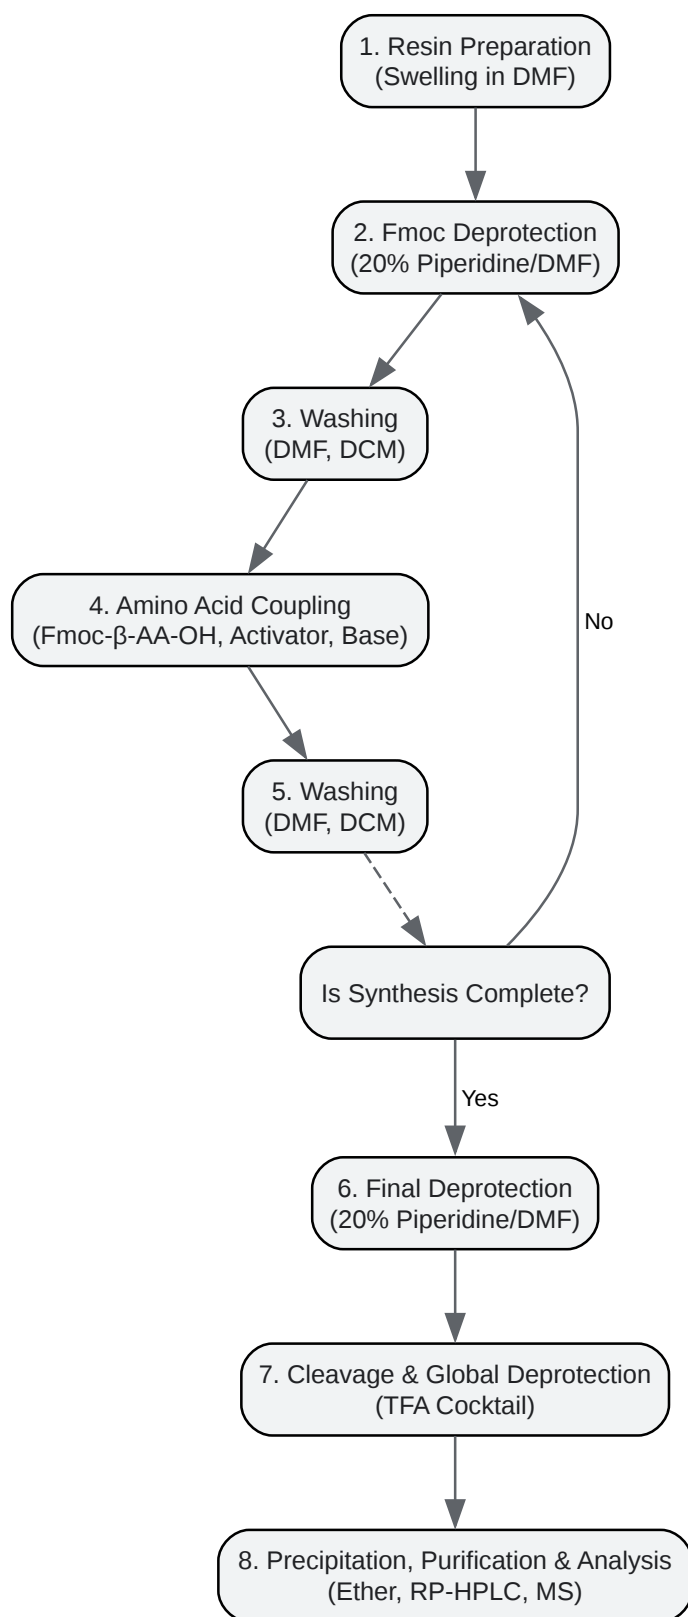 1. Resin Preparation
(Swelling in DMF)
2. Fmoc Deprotection
(20% Piperidine/DMF)
3. Washing
(DMF, DCM)
4. Amino Acid Coupling
(Fmoc-β-AA-OH, Activator, Base)
No
5. Washing
(DMF, DCM)
Is Synthesis Complete?
Yes
6. Final Deprotection
(20% Piperidine/DMF)
7. Cleavage & Global Deprotection
(TFA Cocktail)
8. Precipitation, Purification & Analysis
(Ether, RP-HPLC, MS)